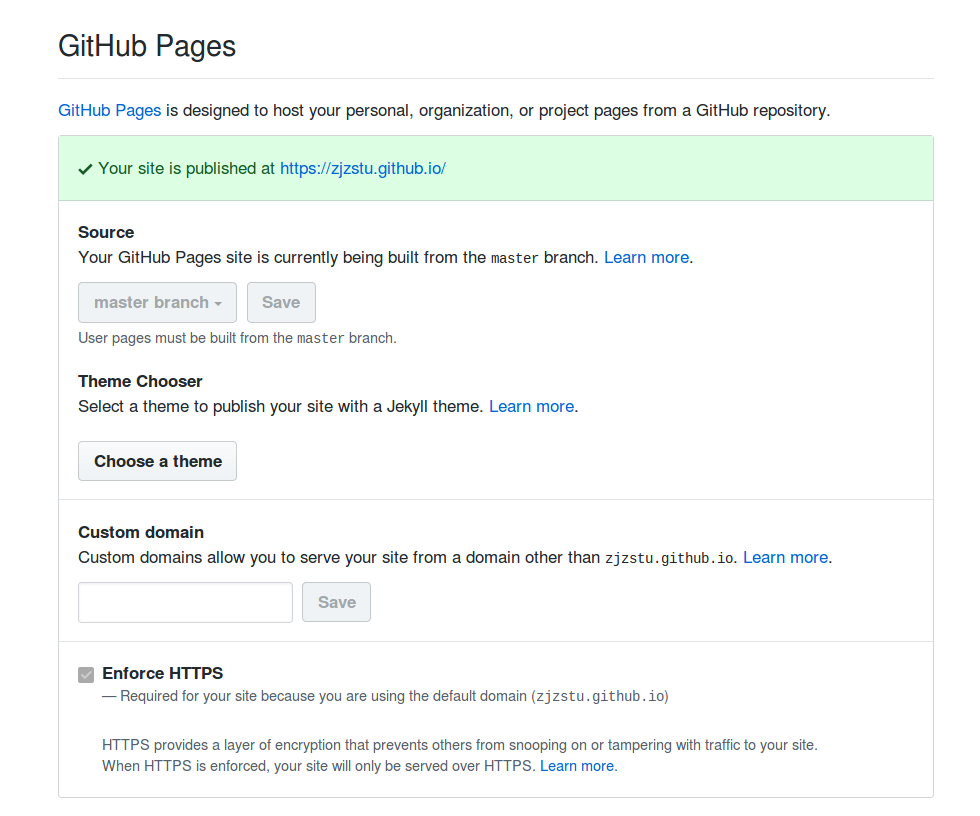 GitHub Pages
GitHub Pages is designed to host your personal, organization, or project pages from a GitHub repository.
Your site is published at https://zjzstu.github.io/
Source
Your GitHub Pages site is currently being built from the master branch. Learn more.
master branch Save
User pages must be built from the master branch.
Theme Chooser
Select a theme to publish your site with a Jekyll theme. Learn more.
Choose a theme
Custom domain
Custom domains allow you to serve your site from a domain other than zjzstu.github.io. Learn more.
Save
Enforce HTTPS
— Required for your site because you are using the default domain (zjzstu.github.io)
HTTPS provides a layer of encryption that prevents others from snooping on or tampering with traffic to your site.
When HTTPS is enforced, your site will only be served over HTTPS. Learn more.